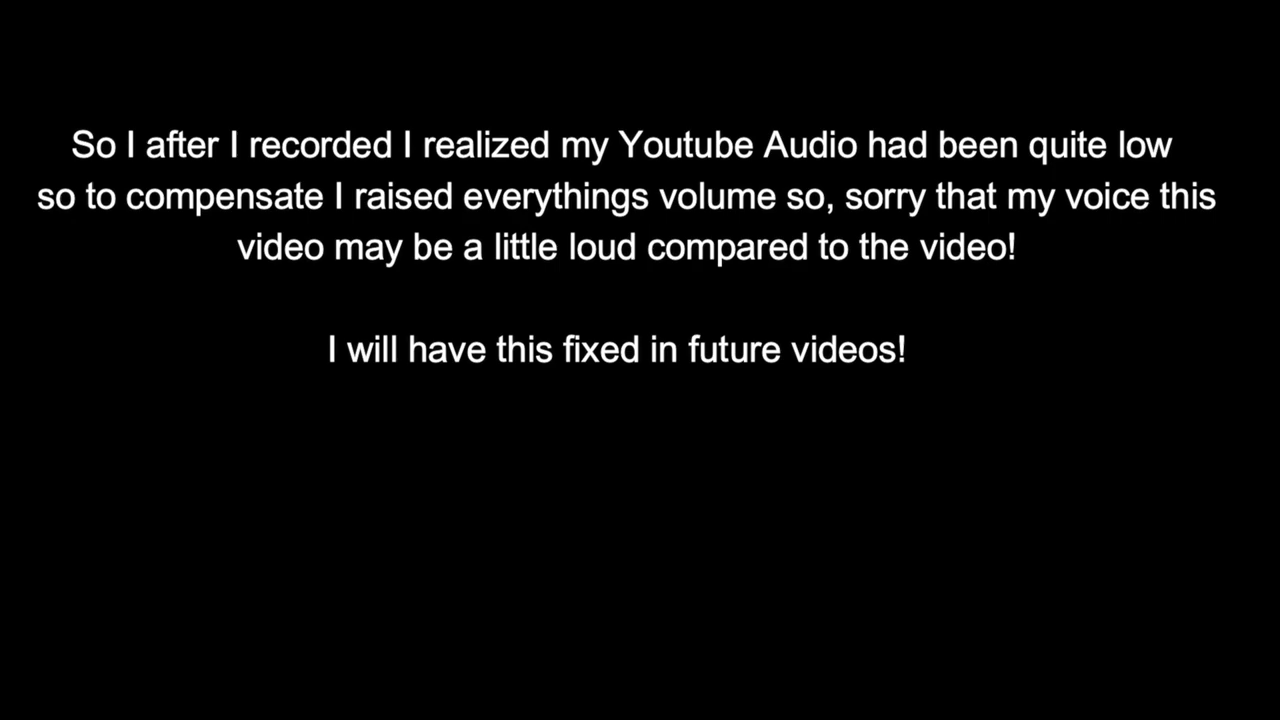 So I after I recorded I realized my Youtube Audio had been quite low
so to compensate I raised everythings volume so, sorry that my voice this
video may be a little loud compared to the video!
I will have this fixed in future videos!